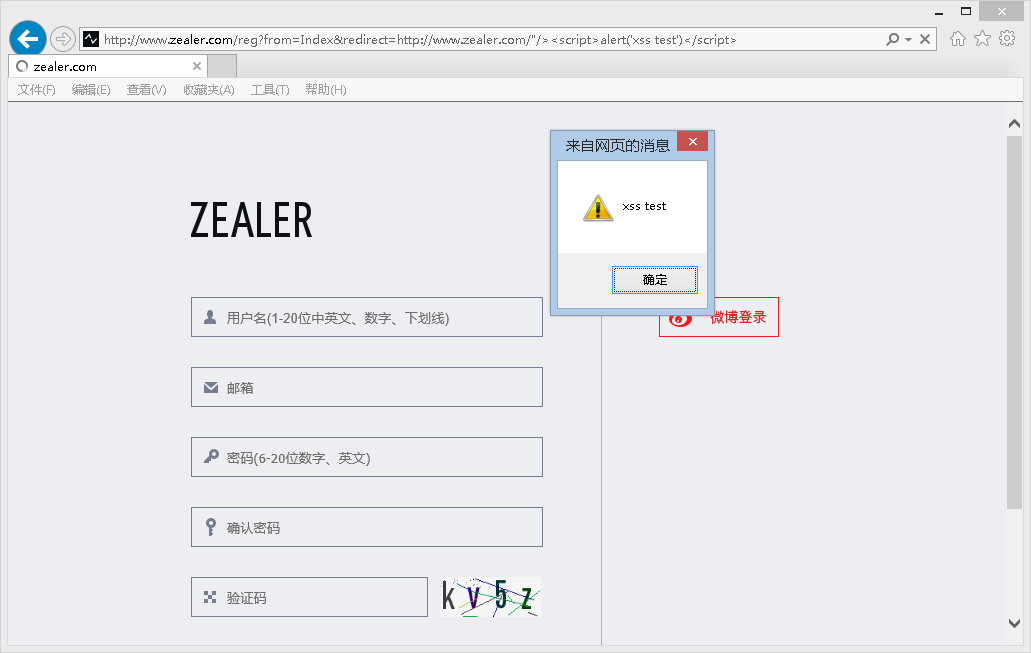 http://www.zealer.com/reg?from=Index&redirect=http://www.zealer.com/"/><script>alert('xss test')</script>
zealer.com
文件(F) 编辑(E) 查看(V) 收藏夹(A) 工具(T) 帮助(H)
来自网页的消息
xss test
确定
ZEALER
用户名(1-20位中英文、数字、下划线)
微博登录
邮箱
密码(6-20位数字、英文)
确认密码
验证码
kv5z